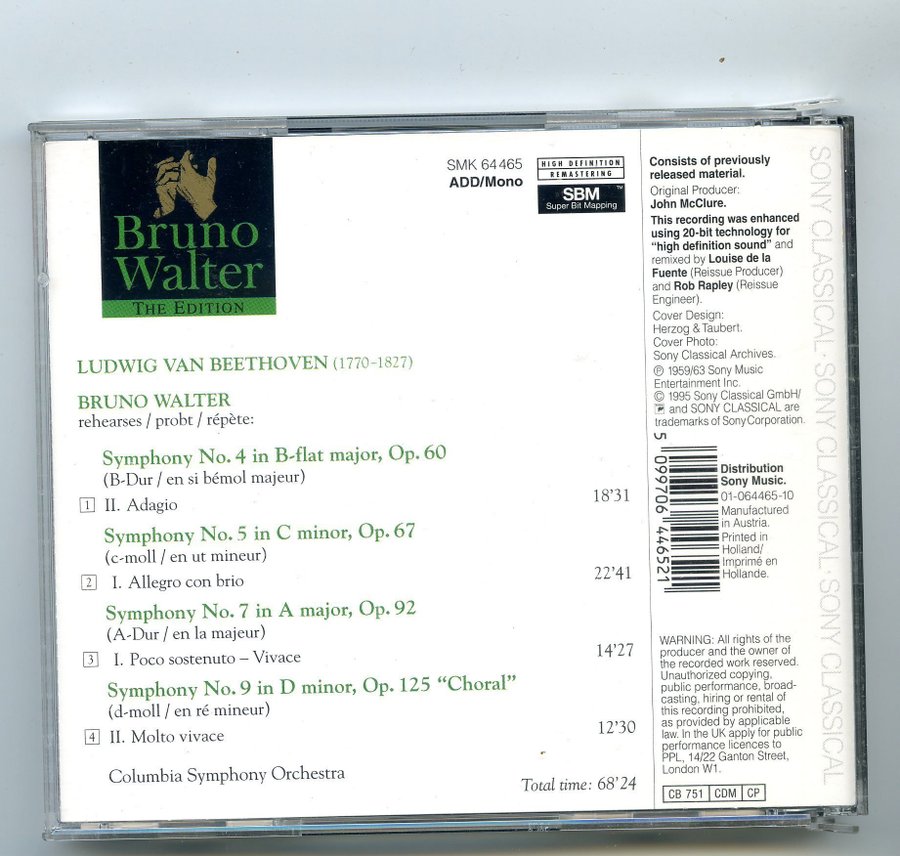 Bruno
Walter
THE EDITION
SMK 64465
ADD/Mono
HIGH DEFINITION
REMASTERING
SBM™
Super Bit Mapping
LUDWIG VAN BEETHOVEN (1770–1827)
BRUNO WALTER
rehearses / probt / répète:
Symphony No. 4 in B-flat major, Op. 60
(B-Dur / en si bémol majeur)
1 II. Adagio 18'31
Symphony No. 5 in C minor, Op. 67
(c-moll / en ut mineur)
2 I. Allegro con brio 22'41
Symphony No. 7 in A major, Op. 92
(A-Dur / en la majeur)
3 I. Poco sostenuto – Vivace 14'27
Symphony No. 9 in D minor, Op. 125 “Choral”
(d-moll / en ré mineur)
4 II. Molto vivace 12'30
Columbia Symphony Orchestra
Total time: 68'24
Consists of previously
released material.
Original Producer:
John McClure.
This recording was enhanced
using 20-bit technology for
“high definition sound” and
remixed by Louise de la
Fuente (Reissue Producer)
and Rob Rapley (Reissue
Engineer).
Cover Design:
Herzog & Taubert.
Cover Photo:
Sony Classical Archives.
℗ 1959/63 Sony Music
Entertainment Inc.
© 1995 Sony Classical GmbH/
and SONY CLASSICAL are
trademarks of Sony Corporation.
5 099706 446521
Distribution
Sony Music.
01-064465-10
Manufactured
in Austria.
Printed in
Holland/
Imprimé en
Hollande.
WARNING: All rights of the
producer and the owner of
the recorded work reserved.
Unauthorized copying,
public performance, broad-
casting, hiring or rental of
this recording prohibited,
as provided by applicable
law. In the UK apply for public
performance licences to
PPL, 14/22 Ganton Street,
London W1.
CB 751 CDM CP
SONY CLASSICAL · SONY CLASSICAL · SONY CLASSICAL